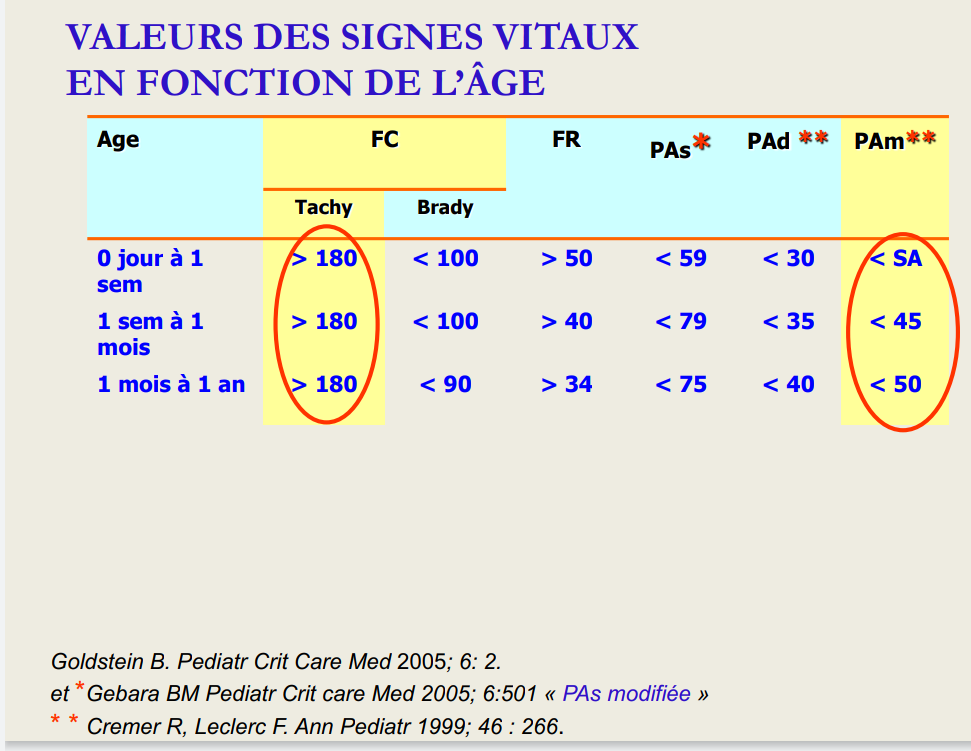 VALEURS DES SIGNES VITAUX
EN FONCTION DE L'ÂGE
Age FC FR PAs* PAd ** PAm**
Tachy Brady
0 jour à 1 > 180 < 100 > 50 < 59 < 30 < SA
sem
1 sem à 1 > 180 < 100 > 40 < 79 < 35 < 45
mois
1 mois à 1 an > 180 < 90 > 34 < 75 < 40 < 50
Goldstein B. Pediatr Crit Care Med 2005; 6: 2.
et *Gebara BM Pediatr Crit care Med 2005; 6:501 « PAs modifiée »
* * Cremer R, Leclerc F. Ann Pediatr 1999; 46 : 266.